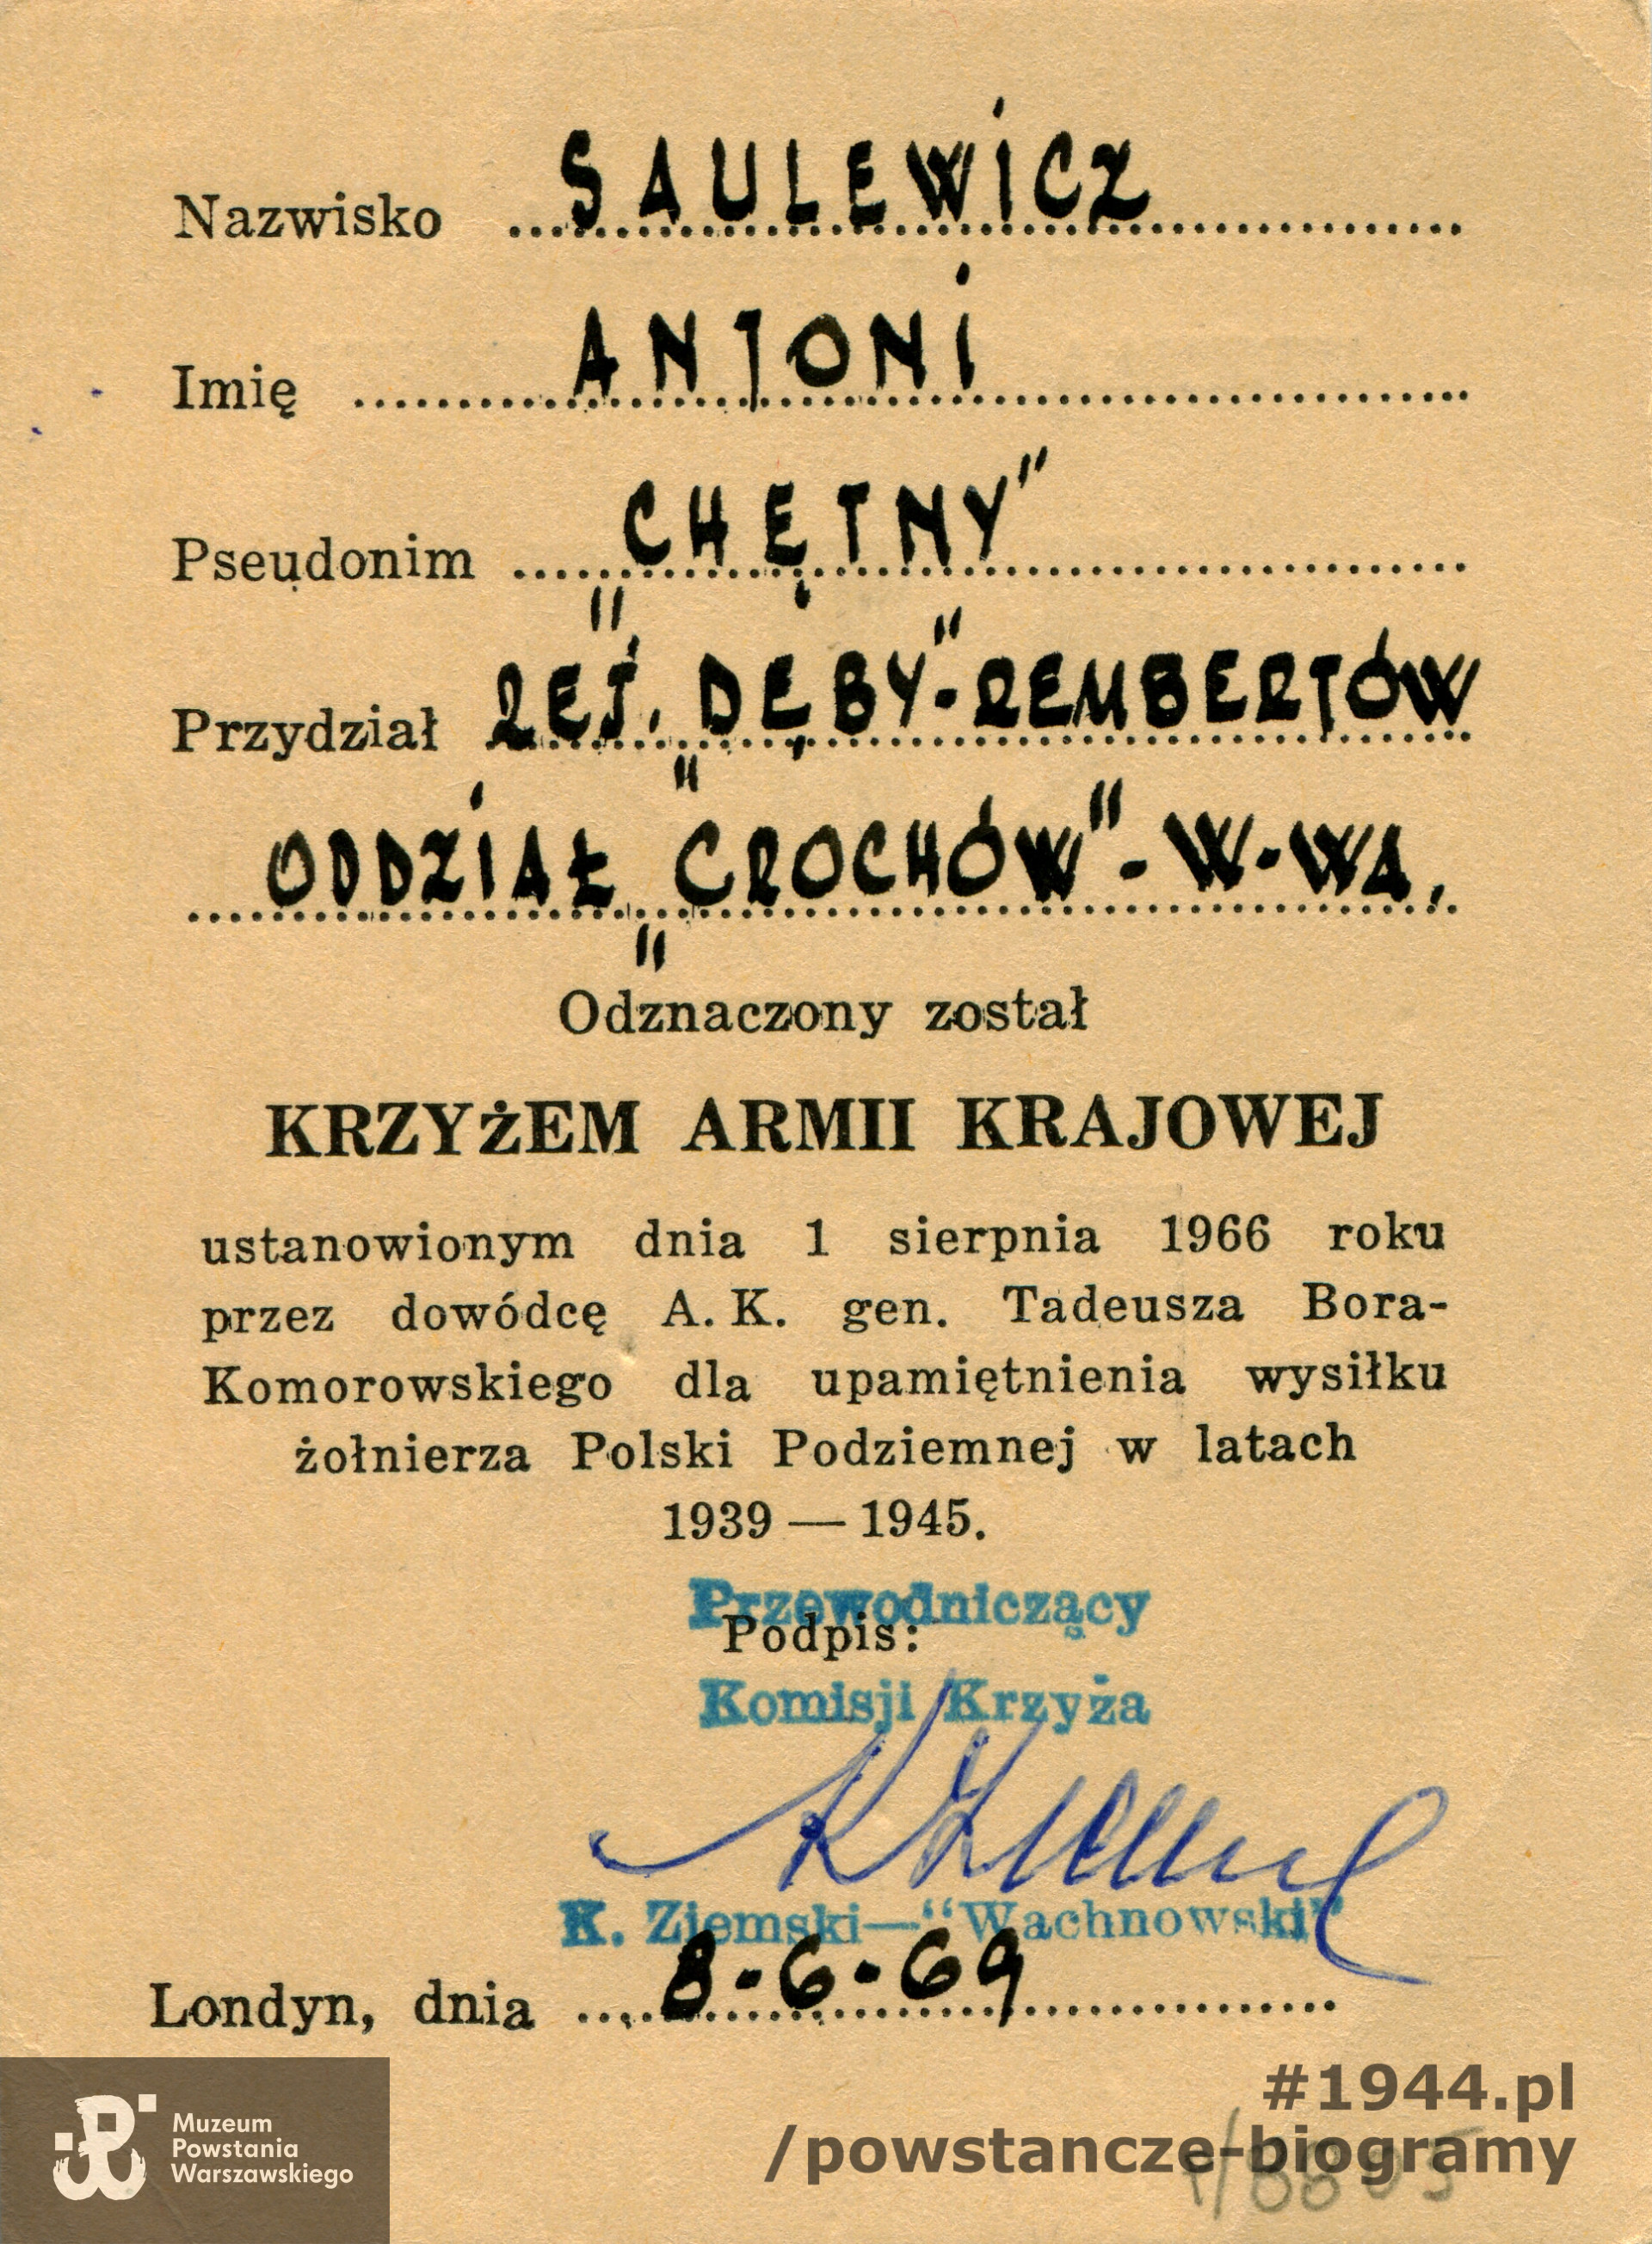 Nazwisko SAULEWICZ
Imię ANTONI
Pseudonim "CHĘTNY"
Przydział REJ. "DĘBY"-REMBERTÓW
ODDZIAŁ "GROCHÓW"-W-WA.
Odznaczony został
KRZYŻEM ARMII KRAJOWEJ
ustanowionym dnia 1 sierpnia 1966 roku
przez dowódcę A. K. gen. Tadeusza Bora-
Komorowskiego dla upamiętnienia wysiłku
żołnierza Polski Podziemnej w latach
1939 — 1945.
Przewodniczący
Podpis:
Komisji Krzyża
K. Ziemski—"Wachnowski"
Londyn, dnia 8-6-69
#1944.pl
/powstancze-biogramy
Muzeum
Powstania
Warszawskiego